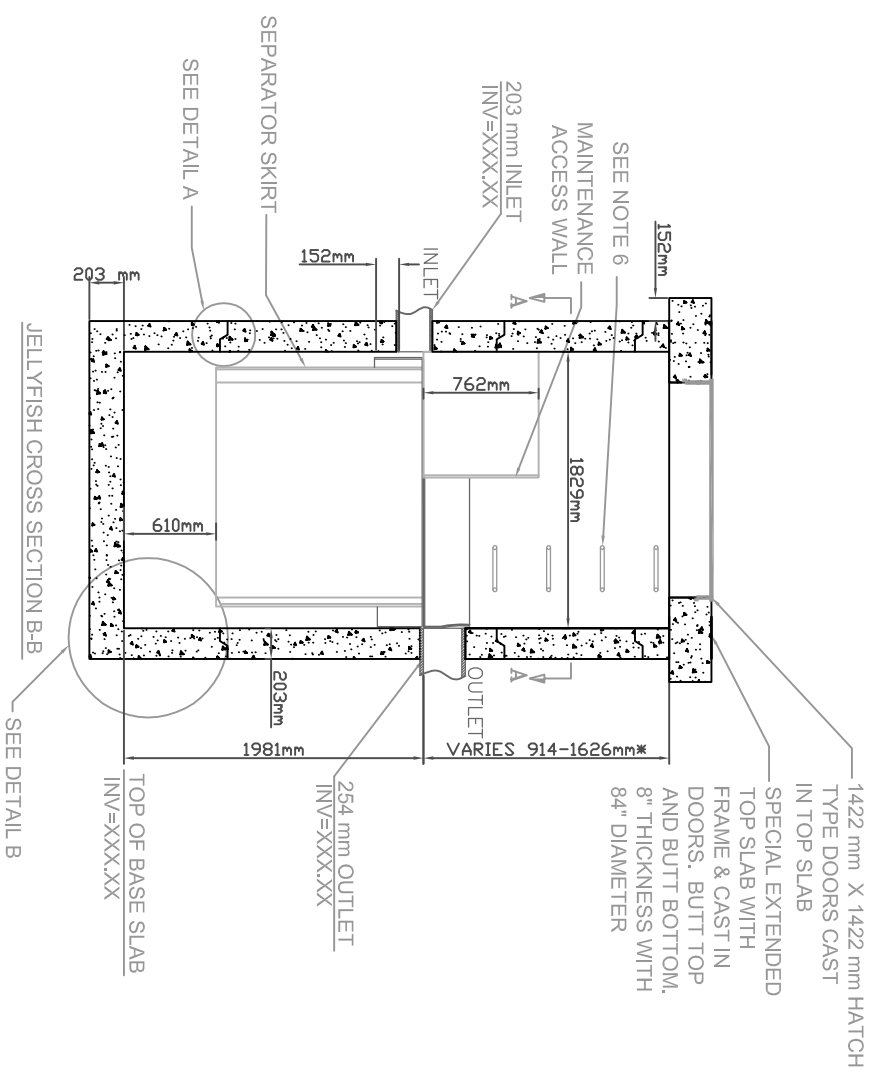 SEE NOTE 6
MAINTENANCE
ACCESS WALL
203 mm INLET
INV=XXX.XX
SEPARATOR SKIRT
SEE DETAIL A
152mm
A
INLET
152mm
203 mm
762mm
1829mm
610mm
A
OUTLET
203mm
VARIES 914-1626mm*
1981mm
1422 mm X 1422 mm HATCH
TYPE DOORS CAST
IN TOP SLAB
SPECIAL EXTENDED
TOP SLAB WITH
FRAME & CAST IN
DOORS. BUTT TOP
AND BUTT BOTTOM.
8" THICKNESS WITH
84" DIAMETER
254 mm OUTLET
INV=XXX.XX
TOP OF BASE SLAB
INV=XXX.XX
SEE DETAIL B
JELLYFISH CROSS SECTION B-B